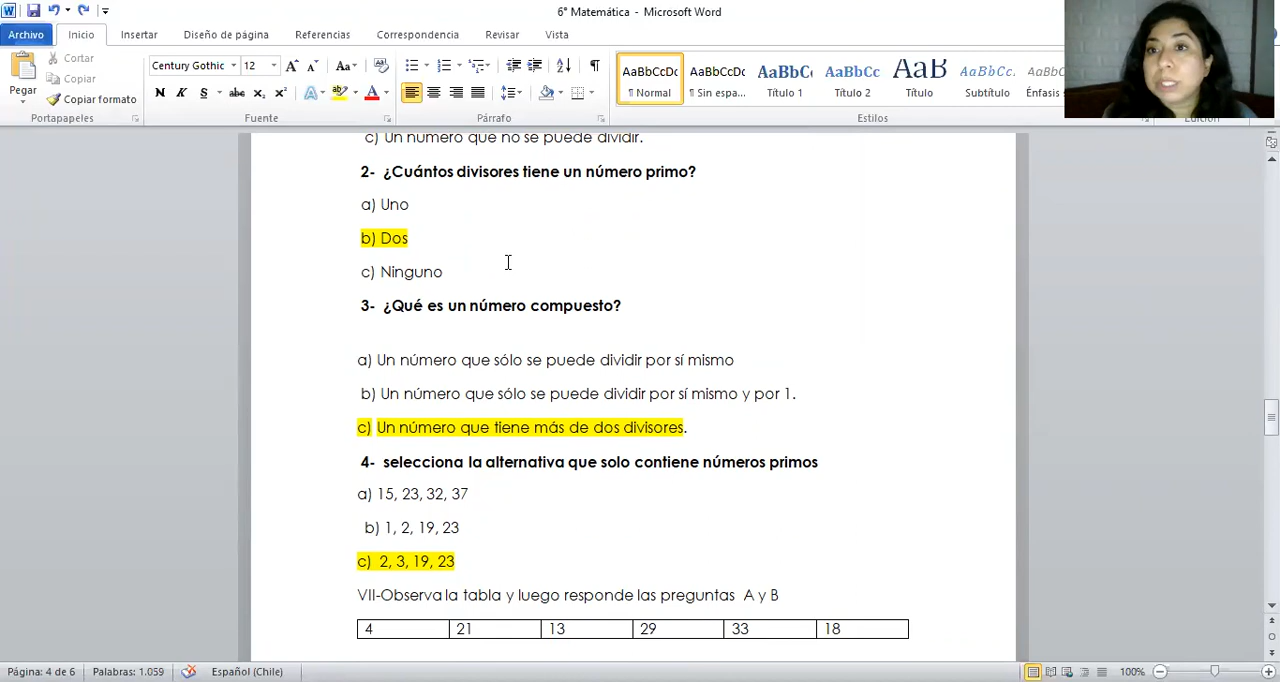 6° Matemática - Microsoft Word
Archivo Inicio Insertar Diseño de página Referencias Correspondencia Revisar Vista
Pegar
Cortar
Copiar
Copiar formato
Portapapeles
Century Gothic 12 Aa
N K S abc x₂ x² A A
Fuente
Párrafo
AaBbCcDc AaBbCcDc AaBbC AaBbCc AaB AaBbCc. AaBbCcDc
¶ Normal ¶ Sin espa... Título 1 Título 2 Título Subtítulo Énfasis
Estilos
Edición
c) Un número que no se puede dividir.
2- ¿Cuántos divisores tiene un número primo?
a) Uno
b) Dos
c) Ninguno
3- ¿Qué es un número compuesto?
a) Un número que sólo se puede dividir por sí mismo
b) Un número que sólo se puede dividir por sí mismo y por 1.
c) Un número que tiene más de dos divisores.
4- selecciona la alternativa que solo contiene números primos
a) 15, 23, 32, 37
b) 1, 2, 19, 23
c) 2, 3, 19, 23
VII-Observa la tabla y luego responde las preguntas A y B
4 21 13 29 33 18
Página: 4 de 6 Palabras: 1.059 Español (Chile) 100%